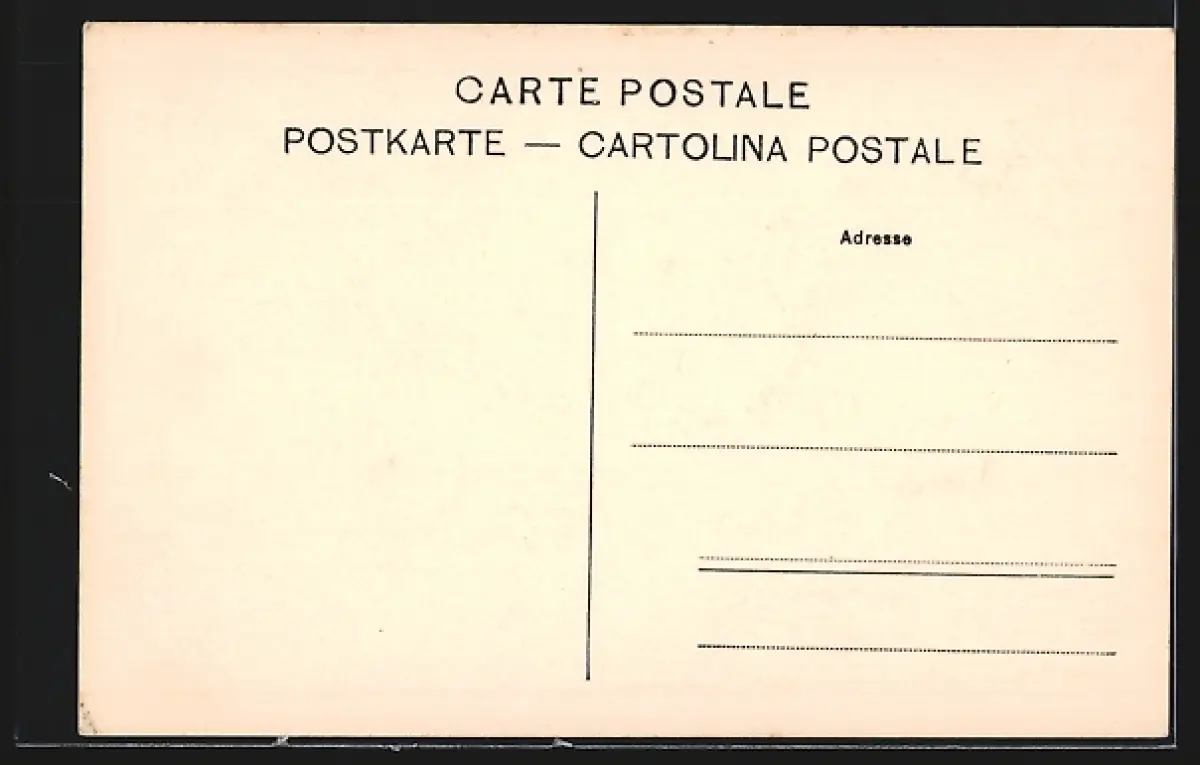 CARTE POSTALE
POSTKARTE — CARTOLINA POSTALE
Adresse